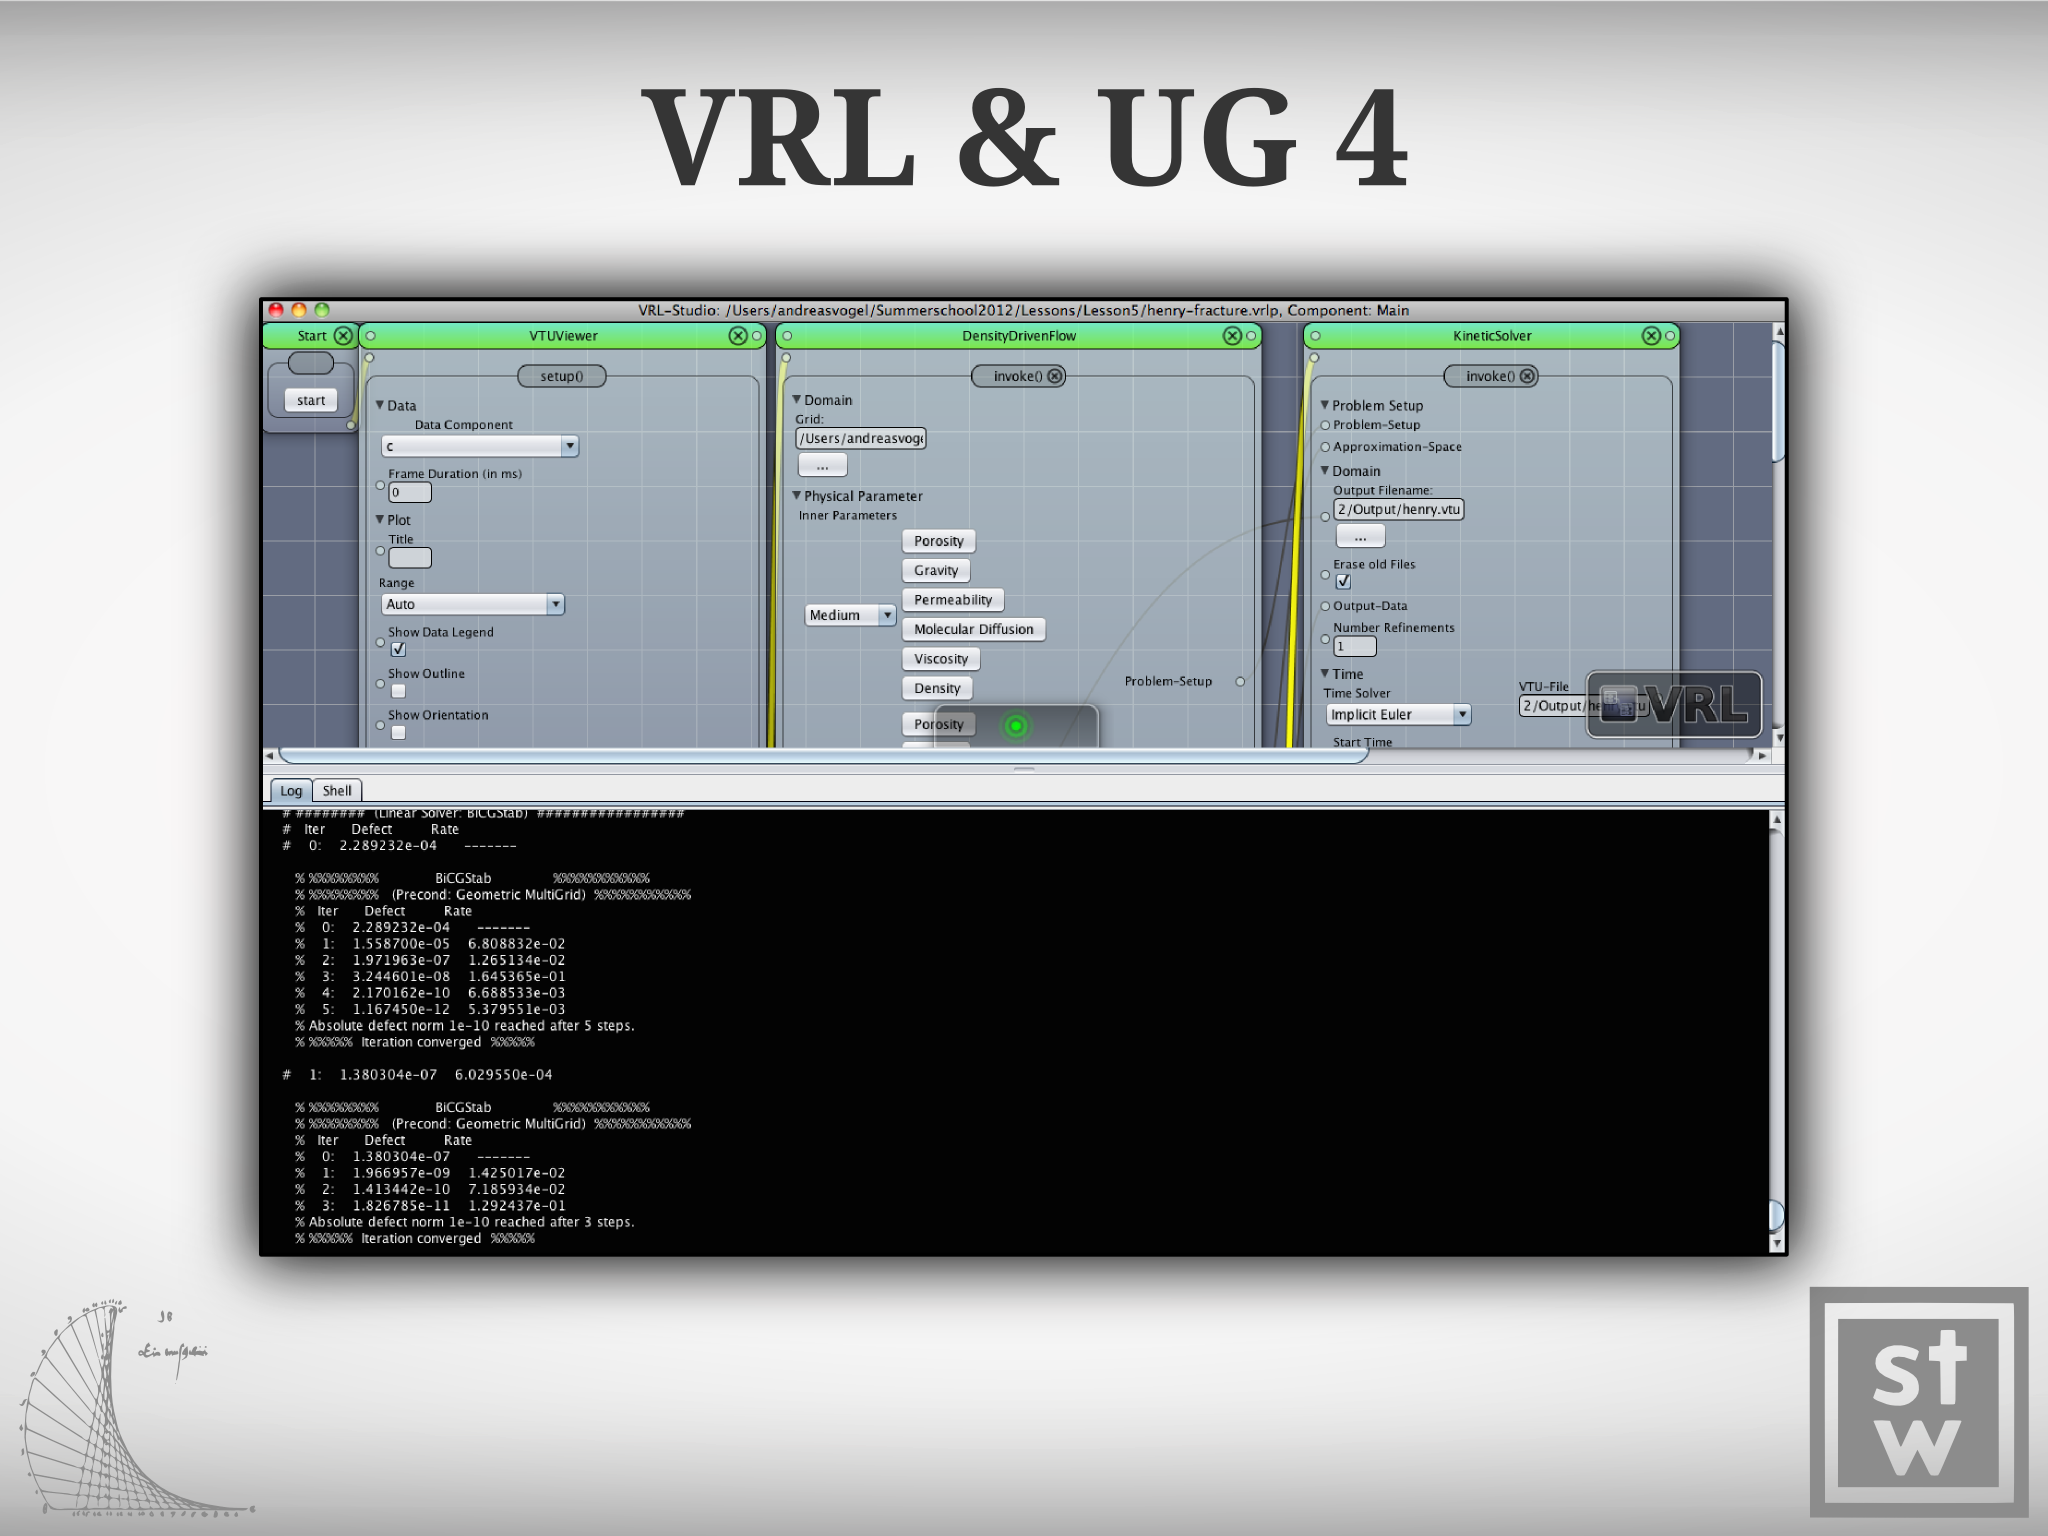 VRL & UG 4
VRL-Studio: /Users/andreasvogel/Summerschool2012/Lessons/Lesson5/henry-fracture.vrlp, Component: Main
Start
start
VTUViewer
setup()
Data
Data Component
c
Frame Duration (in ms)
0
Plot
Title
Range
Auto
Show Data Legend
Show Outline
Show Orientation
DensityDrivenFlow
invoke()
Domain
Grid:
/Users/andreasvoge
...
Physical Parameter
Inner Parameters
Medium
Porosity
Gravity
Permeability
Molecular Diffusion
Viscosity
Density
Porosity
Problem-Setup
KineticSolver
invoke()
Problem Setup
Problem-Setup
Approximation-Space
Domain
Output Filename:
2/Output/henry.vtu
...
Erase old Files
Output-Data
Number Refinements
1
Time
Time Solver
Implicit Euler
Start Time
VTU-File
2/Output/he
VRL
Log Shell
# ######## (Linear Solver: BiCGStab) #################
# Iter Defect Rate
# 0: 2.289232e-04 -------
% %%%%%%%% BiCGStab %%%%%%%%%%%
% %%%%%%%% (Precond: Geometric MultiGrid) %%%%%%%%%%%
% Iter Defect Rate
% 0: 2.289232e-04 -------
% 1: 1.558700e-05 6.808832e-02
% 2: 1.971963e-07 1.265134e-02
% 3: 3.244601e-08 1.645365e-01
% 4: 2.170162e-10 6.688533e-03
% 5: 1.167450e-12 5.379551e-03
% Absolute defect norm 1e-10 reached after 5 steps.
% %%%%% Iteration converged %%%%%
# 1: 1.380304e-07 6.029550e-04
% %%%%%%%% BiCGStab %%%%%%%%%%%
% %%%%%%%% (Precond: Geometric MultiGrid) %%%%%%%%%%%
% Iter Defect Rate
% 0: 1.380304e-07 -------
% 1: 1.966957e-09 1.425017e-02
% 2: 1.413442e-10 7.185934e-02
% 3: 1.826785e-11 1.292437e-01
% Absolute defect norm 1e-10 reached after 3 steps.
% %%%%% Iteration converged %%%%%
st
w